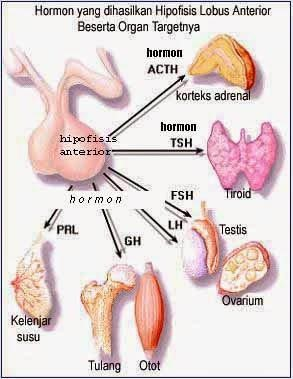 Hormon yang dihasilkan Hipofisis Lobus Anterior
Beserta Organ Targetnya
hormon
ACTH
korteks adrenal
hipofisis
anterior
hormon
TSH
Tiroid
hormon
FSH
LH
Testis
Ovarium
PRL
GH
Kelenjar
susu
Tulang
Otot